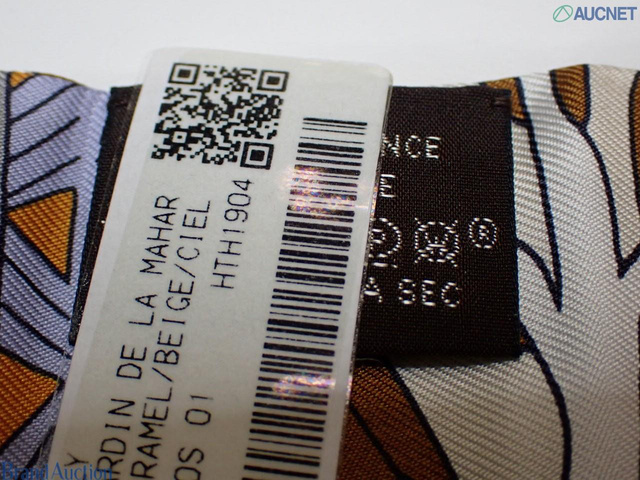 AUCNET
RDIN DE LA MAHAR
RAMEL/BEIGE/CIEL
OS 01
HTH1904
Y
NCE
E
A SEC
®
Brand Auction